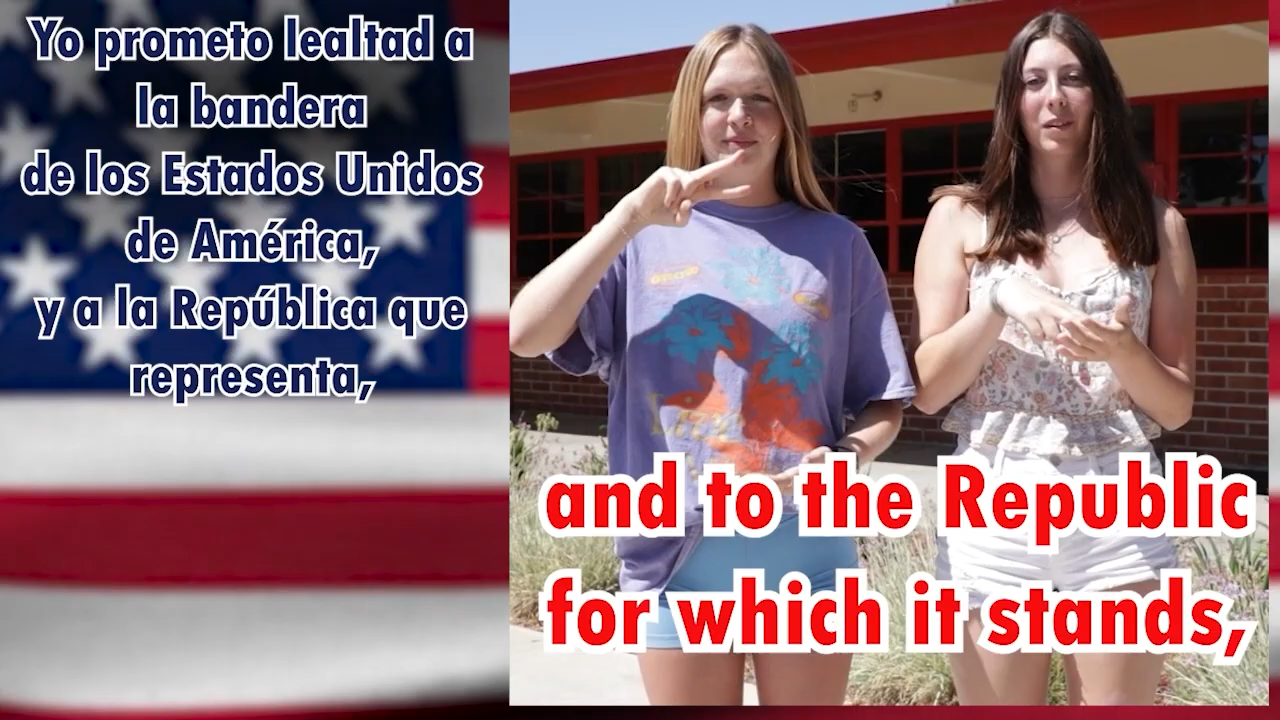 Yo prometo lealtad a
la bandera
de los Estados Unidos
de América,
y a la República que
representa,
and to the Republic
for which it stands,